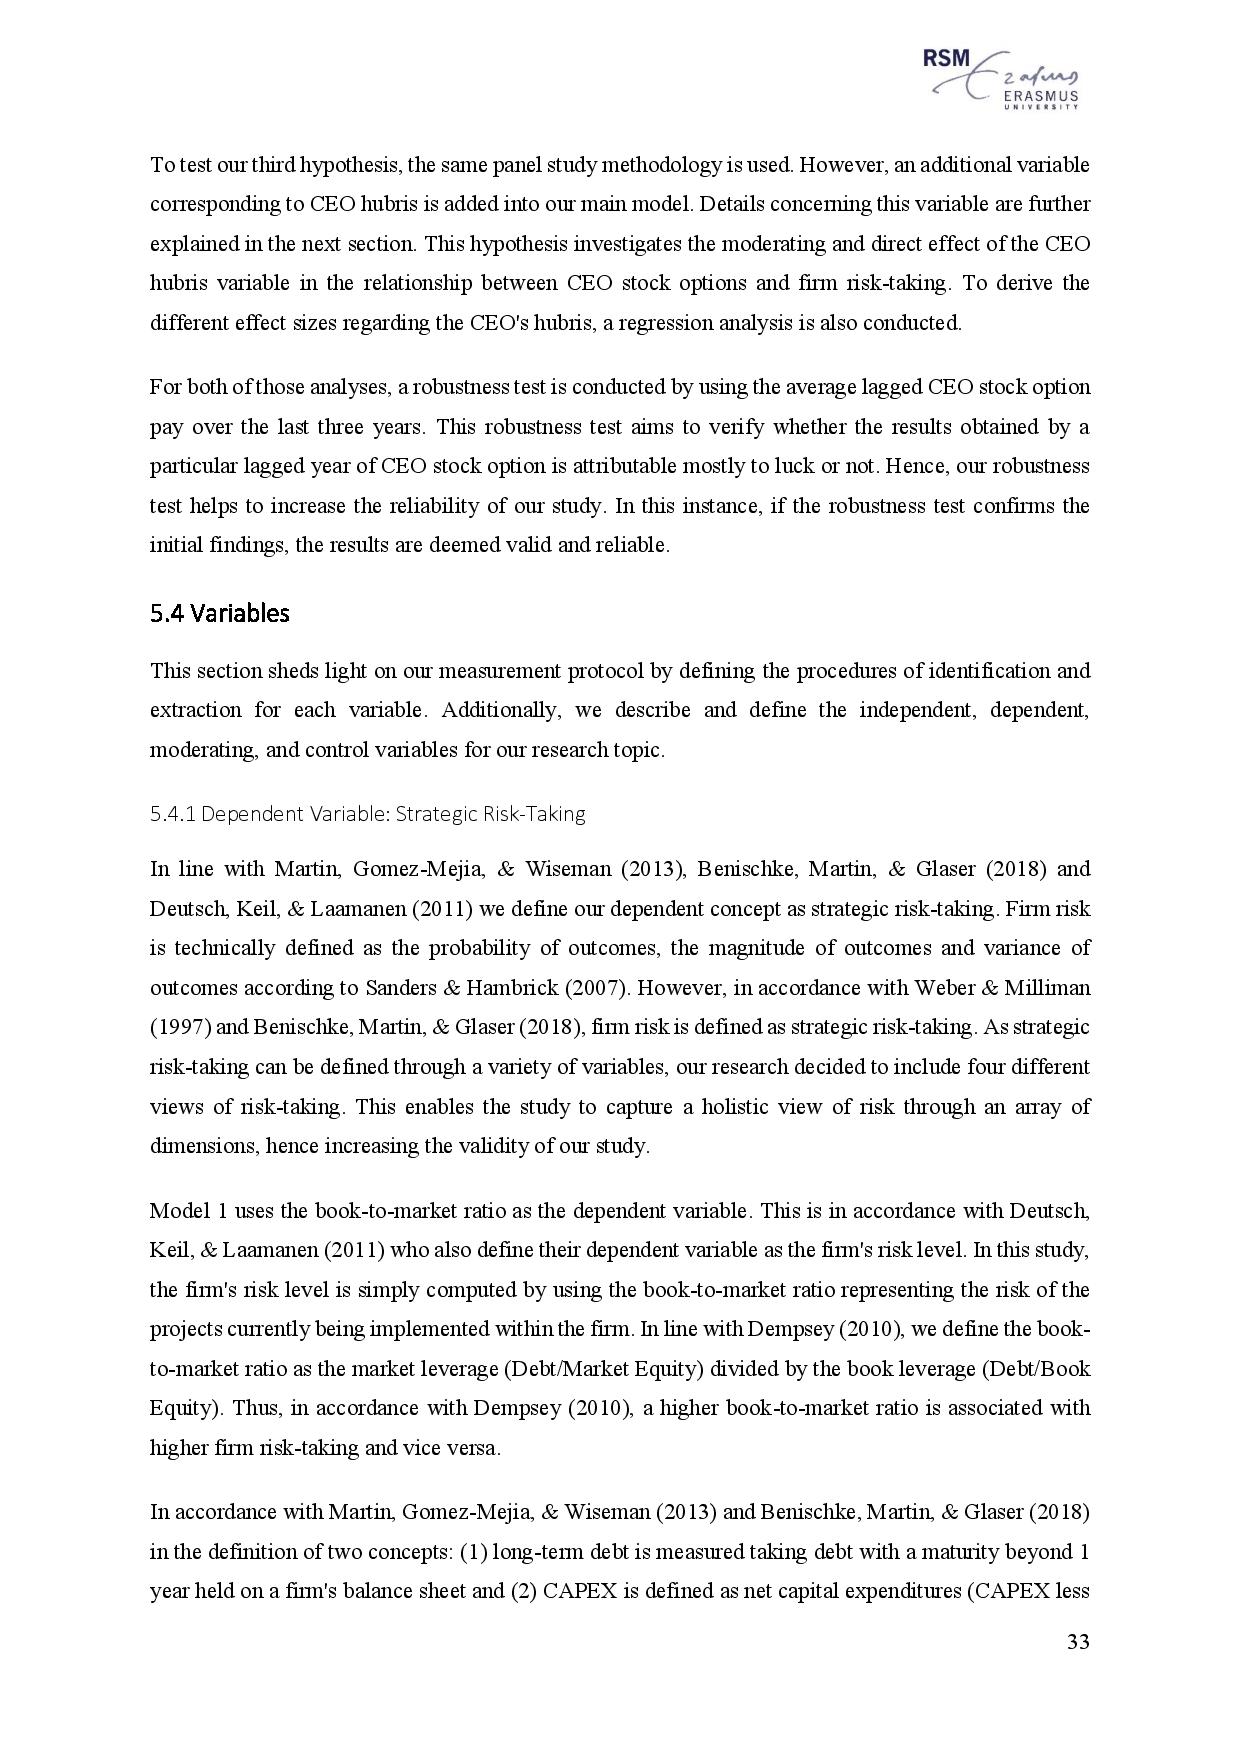 RSM
Erasmus
ERASMUS
UNIVERSITY
To test our third hypothesis, the same panel study methodology is used. However, an additional variable
corresponding to CEO hubris is added into our main model. Details concerning this variable are further
explained in the next section. This hypothesis investigates the moderating and direct effect of the CEO
hubris variable in the relationship between CEO stock options and firm risk-taking. To derive the
different effect sizes regarding the CEO's hubris, a regression analysis is also conducted.
For both of those analyses, a robustness test is conducted by using the average lagged CEO stock option
pay over the last three years. This robustness test aims to verify whether the results obtained by a
particular lagged year of CEO stock option is attributable mostly to luck or not. Hence, our robustness
test helps to increase the reliability of our study. In this instance, if the robustness test confirms the
initial findings, the results are deemed valid and reliable.
5.4 Variables
This section sheds light on our measurement protocol by defining the procedures of identification and
extraction for each variable. Additionally, we describe and define the independent, dependent,
moderating, and control variables for our research topic.
5.4.1 Dependent Variable: Strategic Risk-Taking
In line with Martin, Gomez-Mejia, & Wiseman (2013), Benischke, Martin, & Glaser (2018) and
Deutsch, Keil, & Laamanen (2011) we define our dependent concept as strategic risk-taking. Firm risk
is technically defined as the probability of outcomes, the magnitude of outcomes and variance of
outcomes according to Sanders & Hambrick (2007). However, in accordance with Weber & Milliman
(1997) and Benischke, Martin, & Glaser (2018), firm risk is defined as strategic risk-taking. As strategic
risk-taking can be defined through a variety of variables, our research decided to include four different
views of risk-taking. This enables the study to capture a holistic view of risk through an array of
dimensions, hence increasing the validity of our study.
Model 1 uses the book-to-market ratio as the dependent variable. This is in accordance with Deutsch,
Keil, & Laamanen (2011) who also define their dependent variable as the firm's risk level. In this study,
the firm's risk level is simply computed by using the book-to-market ratio representing the risk of the
projects currently being implemented within the firm. In line with Dempsey (2010), we define the book-
to-market ratio as the market leverage (Debt/Market Equity) divided by the book leverage (Debt/Book
Equity). Thus, in accordance with Dempsey (2010), a higher book-to-market ratio is associated with
higher firm risk-taking and vice versa.
In accordance with Martin, Gomez-Mejia, & Wiseman (2013) and Benischke, Martin, & Glaser (2018)
in the definition of two concepts: (1) long-term debt is measured taking debt with a maturity beyond 1
year held on a firm's balance sheet and (2) CAPEX is defined as net capital expenditures (CAPEX less
33